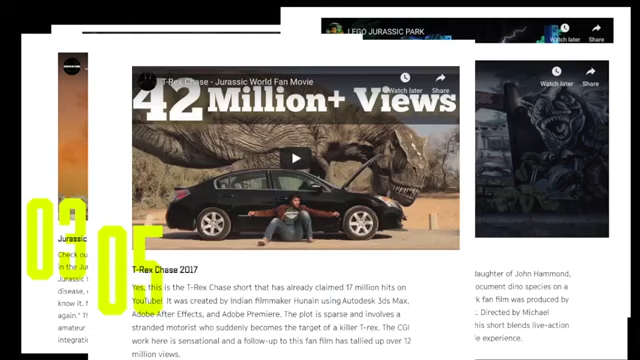 LEGO JURASSIC PARK
Watch later
Share
T-Rex Chase - Jurassic World Fan Movie
Watch later
Share
42 Million+ Views
Watch later
Share
03
05
Jurassic
Check ou
in the Ju
Jurassic
disease,
know it.
again." T
amateur
integratio
T-Rex Chase 2017
Yes, this is the T-Rex Chase short that has already claimed 17 million hits on
YouTube! It was created by Indian filmmaker Hunain using Autodesk 3ds Max,
Adobe After Effects, and Adobe Premiere. The plot is sparse and involves a
stranded motorist who suddenly becomes the target of a killer T-rex. The CGI
work here is sensational and a follow-up to this fan film has tallied up over 12
million views.
daughter of John Hammond,
ocument dino species on a
rk fan film was produced by
t. Directed by Michael
his short blends live-action
le experience.